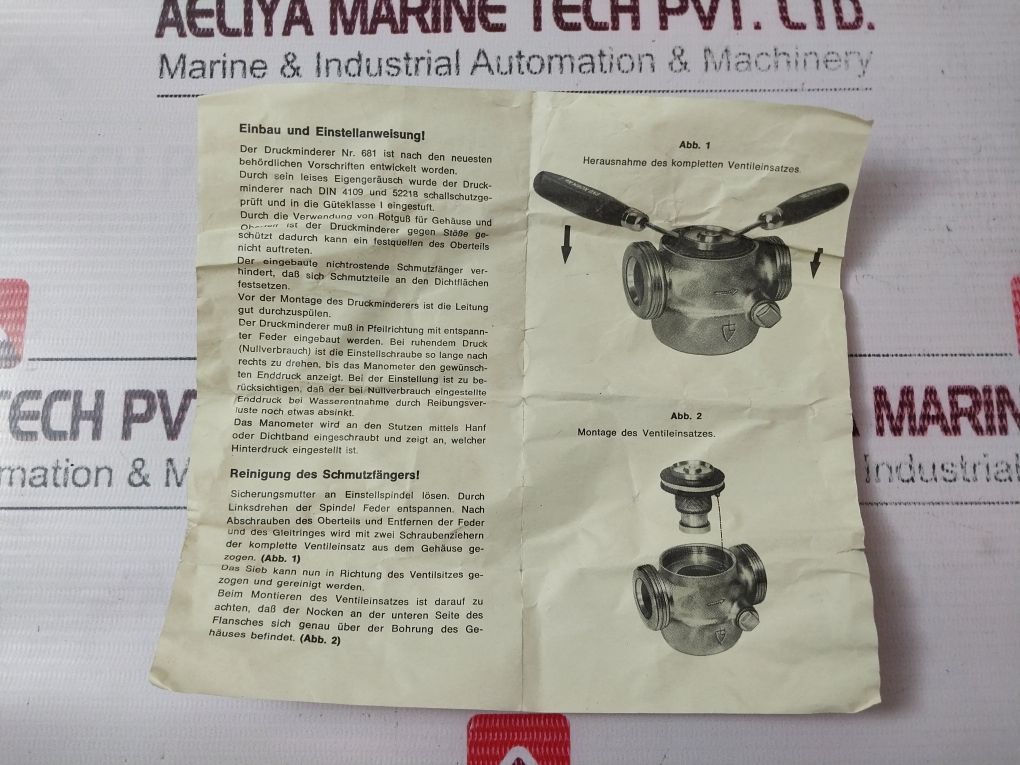 AELIYA MARINE TECH PVT. LTD.
Marine & Industrial Automation & Machinery
Einbau und Einstellanweisung!
Der Druckminderer Nr. 681 ist nach den neuesten
behördlichen Vorschriften entwickelt worden.
Durch sein leises Eigengeräusch wurde der Druck-
minderer nach DIN 4109 und 52218 schallschutzge-
prüft und in die Güteklasse I eingestuft.
Durch die Verwendung von Rotguß für Gehäuse und
ist der Druckminderer gegen Stöße ge-
schützt dadurch kann ein festquellen des Oberteils
nicht auftreten.
Der eingebaute nichtrostende Schmutzfänger ver-
hindert, daß sich Schmutzteile an den Dichtflächen
festsetzen.
Vor der Montage des Druckminderers ist die Leitung
gut durchzuspülen.
Der Druckminderer muß in Pfeilrichtung mit entspann-
ter Feder eingebaut werden. Bei ruhendem Druck
(Nullverbrauch) ist die Einstellschraube so lange nach
rechts zu drehen, bis das Manometer den gewünsch-
ten Enddruck anzeigt. Bei der Einstellung ist zu be-
rücksichtigen, daß der bei Nullverbrauch eingestellte
Enddruck bei Wasserentnahme durch Reibungsver-
luste noch etwas absinkt.
Das Manometer wird an den Stutzen mittels Hanf
oder Dichtband eingeschraubt und zeigt an, welcher
Hinterdruck eingestellt ist.
Reinigung des Schmutzfängers!
Sicherungsmutter an Einstellspindel lösen. Durch
Linksdrehen der Spindel Feder entspannen. Nach
Abschrauben des Oberteils und Entfernen der Feder
und des Gleitringes wird mit zwei Schraubenziehern
der komplette Ventileinsatz aus dem Gehäuse ge-
zogen. (Abb. 1)
Das Sieb kann nun in Richtung des Ventilsitzes ge-
zogen und gereinigt werden.
Beim Montieren des Ventileinsatzes ist darauf zu
achten, daß der Nocken an der unteren Seite des
Flansches sich genau über der Bohrung des Ge-
häuses befindet. (Abb. 2)
Abb. 1
Herausnahme des kompletten Ventileinsatzes.
Abb. 2
Montage des Ventileinsatzes.
TECH PV
mation & M
A MARIN
Industrial